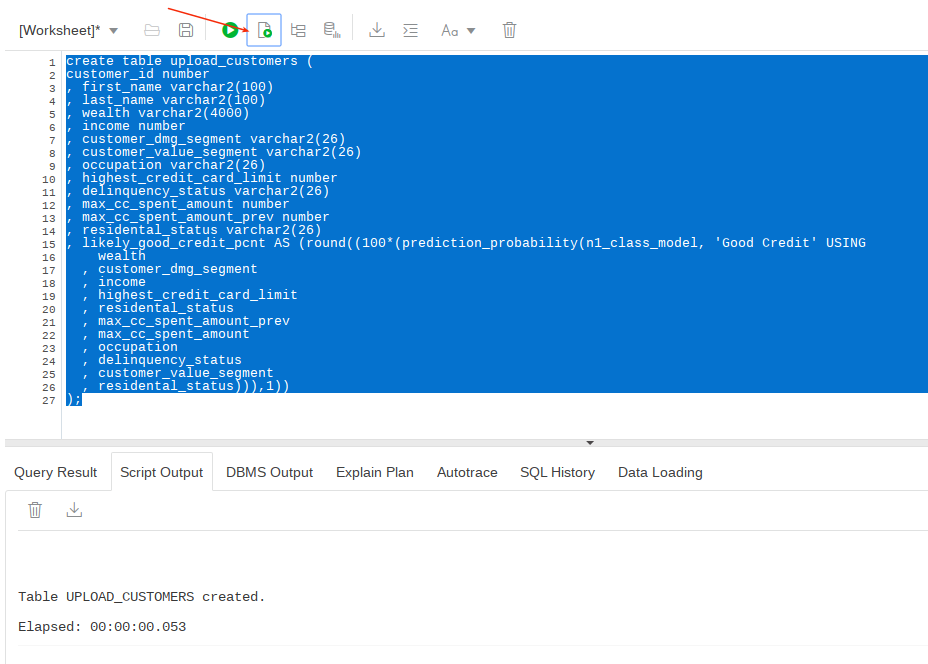 [Worksheet]*
Aa
1 create table upload_customers (
2 customer_id number
3 , first_name varchar2(100)
4 , last_name varchar2(100)
5 , wealth varchar2(4000)
6 , income number
7 , customer_dmg_segment varchar2(26)
8 , customer_value_segment varchar2(26)
9 , occupation varchar2(26)
10 , highest_credit_card_limit number
11 , delinquency_status varchar2(26)
12 , max_cc_spent_amount number
13 , max_cc_spent_amount_prev number
14 , residental_status varchar2(26)
15 , likely_good_credit_pcnt AS (round((100*(prediction_probability(n1_class_model, 'Good Credit' USING
16 wealth
17 , customer_dmg_segment
18 , income
19 , highest_credit_card_limit
20 , residental_status
21 , max_cc_spent_amount_prev
22 , max_cc_spent_amount
23 , occupation
24 , delinquency_status
25 , customer_value_segment
26 , residental_status))),1))
27 );
Query Result Script Output DBMS Output Explain Plan Autotrace SQL History Data Loading
Table UPLOAD_CUSTOMERS created.
Elapsed: 00:00:00.053